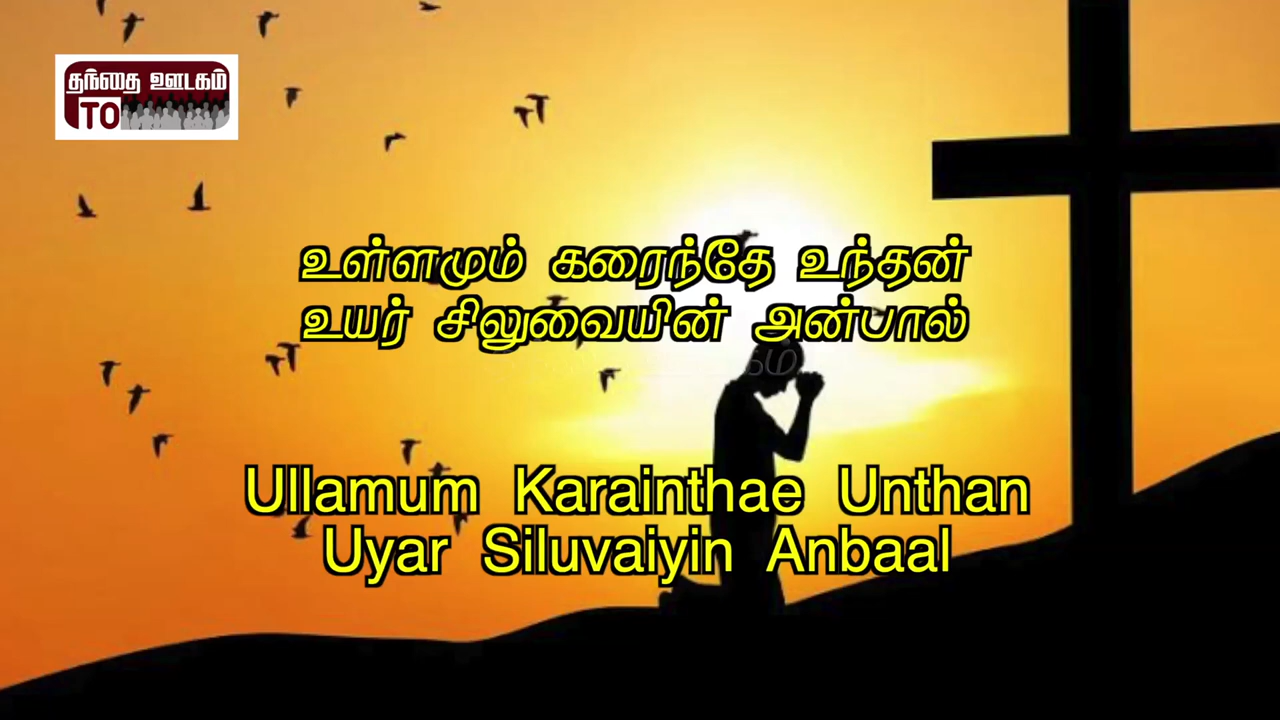 தந்தை ஊடகம்
TO
உள்ளமும் கரைந்தே உந்தன்
உயர் சிலுவையின் அன்பால்
Ullamum Karainthae Unthan
Uyar Siluvaiyin Anbaal